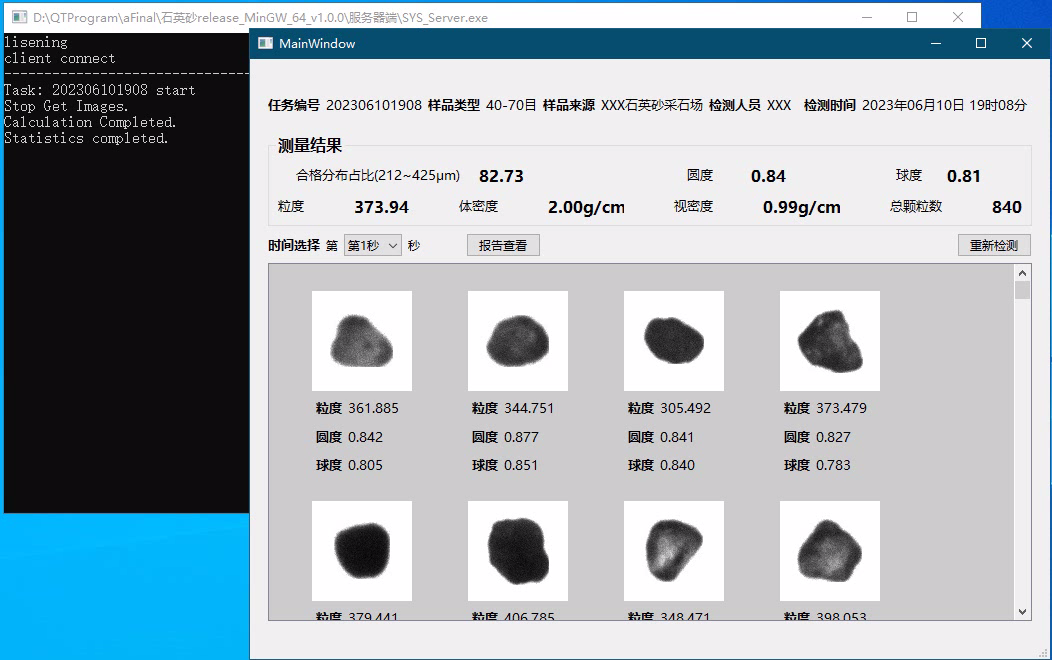 D:\QTProgram\aFinal\石英砂release_MinGW_64_v1.0.0\服务器端\SYS_Server.exe
lisening
client connect
--------------------------------
Task: 202306101908 start
Stop Get Images.
Calculation Completed.
Statistics completed.
MainWindow
任务编号 202306101908 样品类型 40-70目 样品来源 XXX石英砂采石场 检测人员 XXX 检测时间 2023年06月10日 19时08分
测量结果
合格分布占比(212~425μm) 82.73 圆度 0.84 球度 0.81
粒度 373.94 体密度 2.00g/cm 视密度 0.99g/cm 总颗粒数 840
时间选择 第 第1秒 秒 报告查看 重新检测
粒度 361.885 粒度 344.751 粒度 305.492 粒度 373.479
圆度 0.842 圆度 0.877 圆度 0.841 圆度 0.827
球度 0.805 球度 0.851 球度 0.840 球度 0.783
粒度 379.441 粒度 406.785 粒度 348.471 粒度 398.053